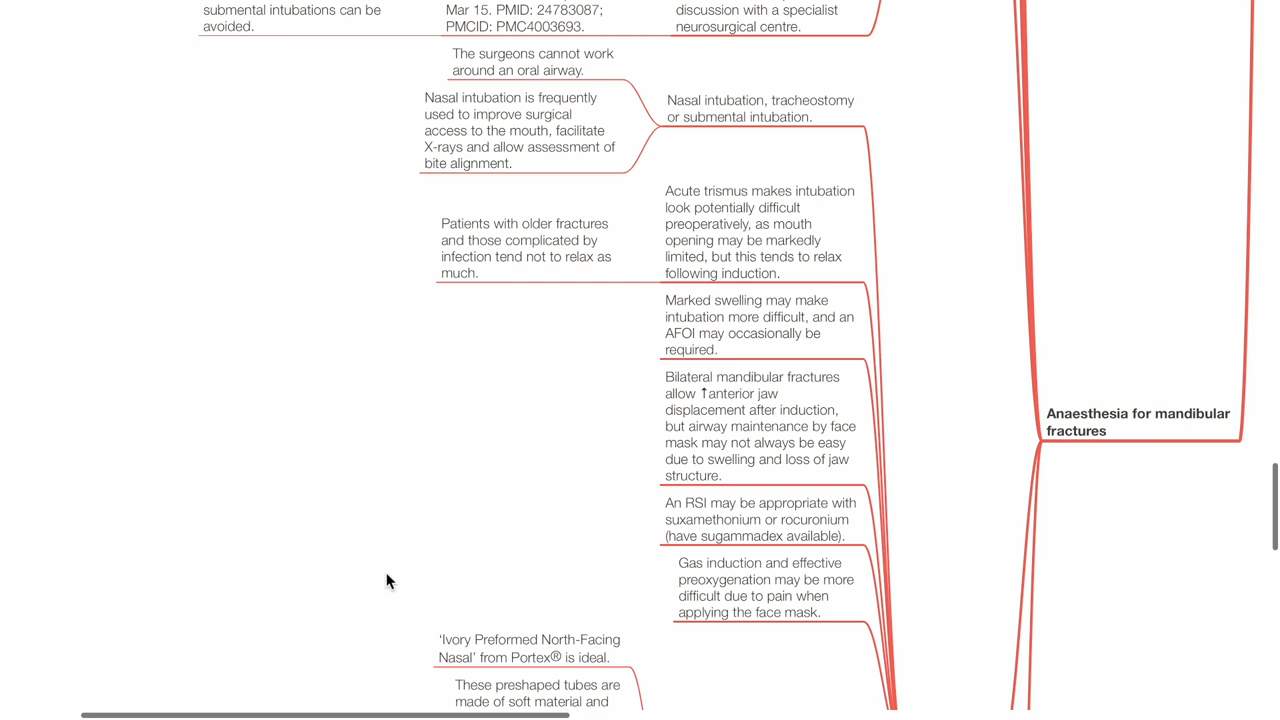 submental intubations can be
avoided.
Mar 15. PMID: 24783087;
PMCID: PMC4003693.
discussion with a specialist
neurosurgical centre.
The surgeons cannot work
around an oral airway.
Nasal intubation is frequently
used to improve surgical
access to the mouth, facilitate
X-rays and allow assessment of
bite alignment.
Nasal intubation, tracheostomy
or submental intubation.
Patients with older fractures
and those complicated by
infection tend not to relax as
much.
Acute trismus makes intubation
look potentially difficult
preoperatively, as mouth
opening may be markedly
limited, but this tends to relax
following induction.
Marked swelling may make
intubation more difficult, and an
AFOI may occasionally be
required.
Bilateral mandibular fractures
allow ↑anterior jaw
displacement after induction,
but airway maintenance by face
mask may not always be easy
due to swelling and loss of jaw
structure.
Anaesthesia for mandibular
fractures
An RSI may be appropriate with
suxamethonium or rocuronium
(have sugammadex available).
Gas induction and effective
preoxygenation may be more
difficult due to pain when
applying the face mask.
‘Ivory Preformed North-Facing
Nasal’ from Portex® is ideal.
These preshaped tubes are
made of soft material and